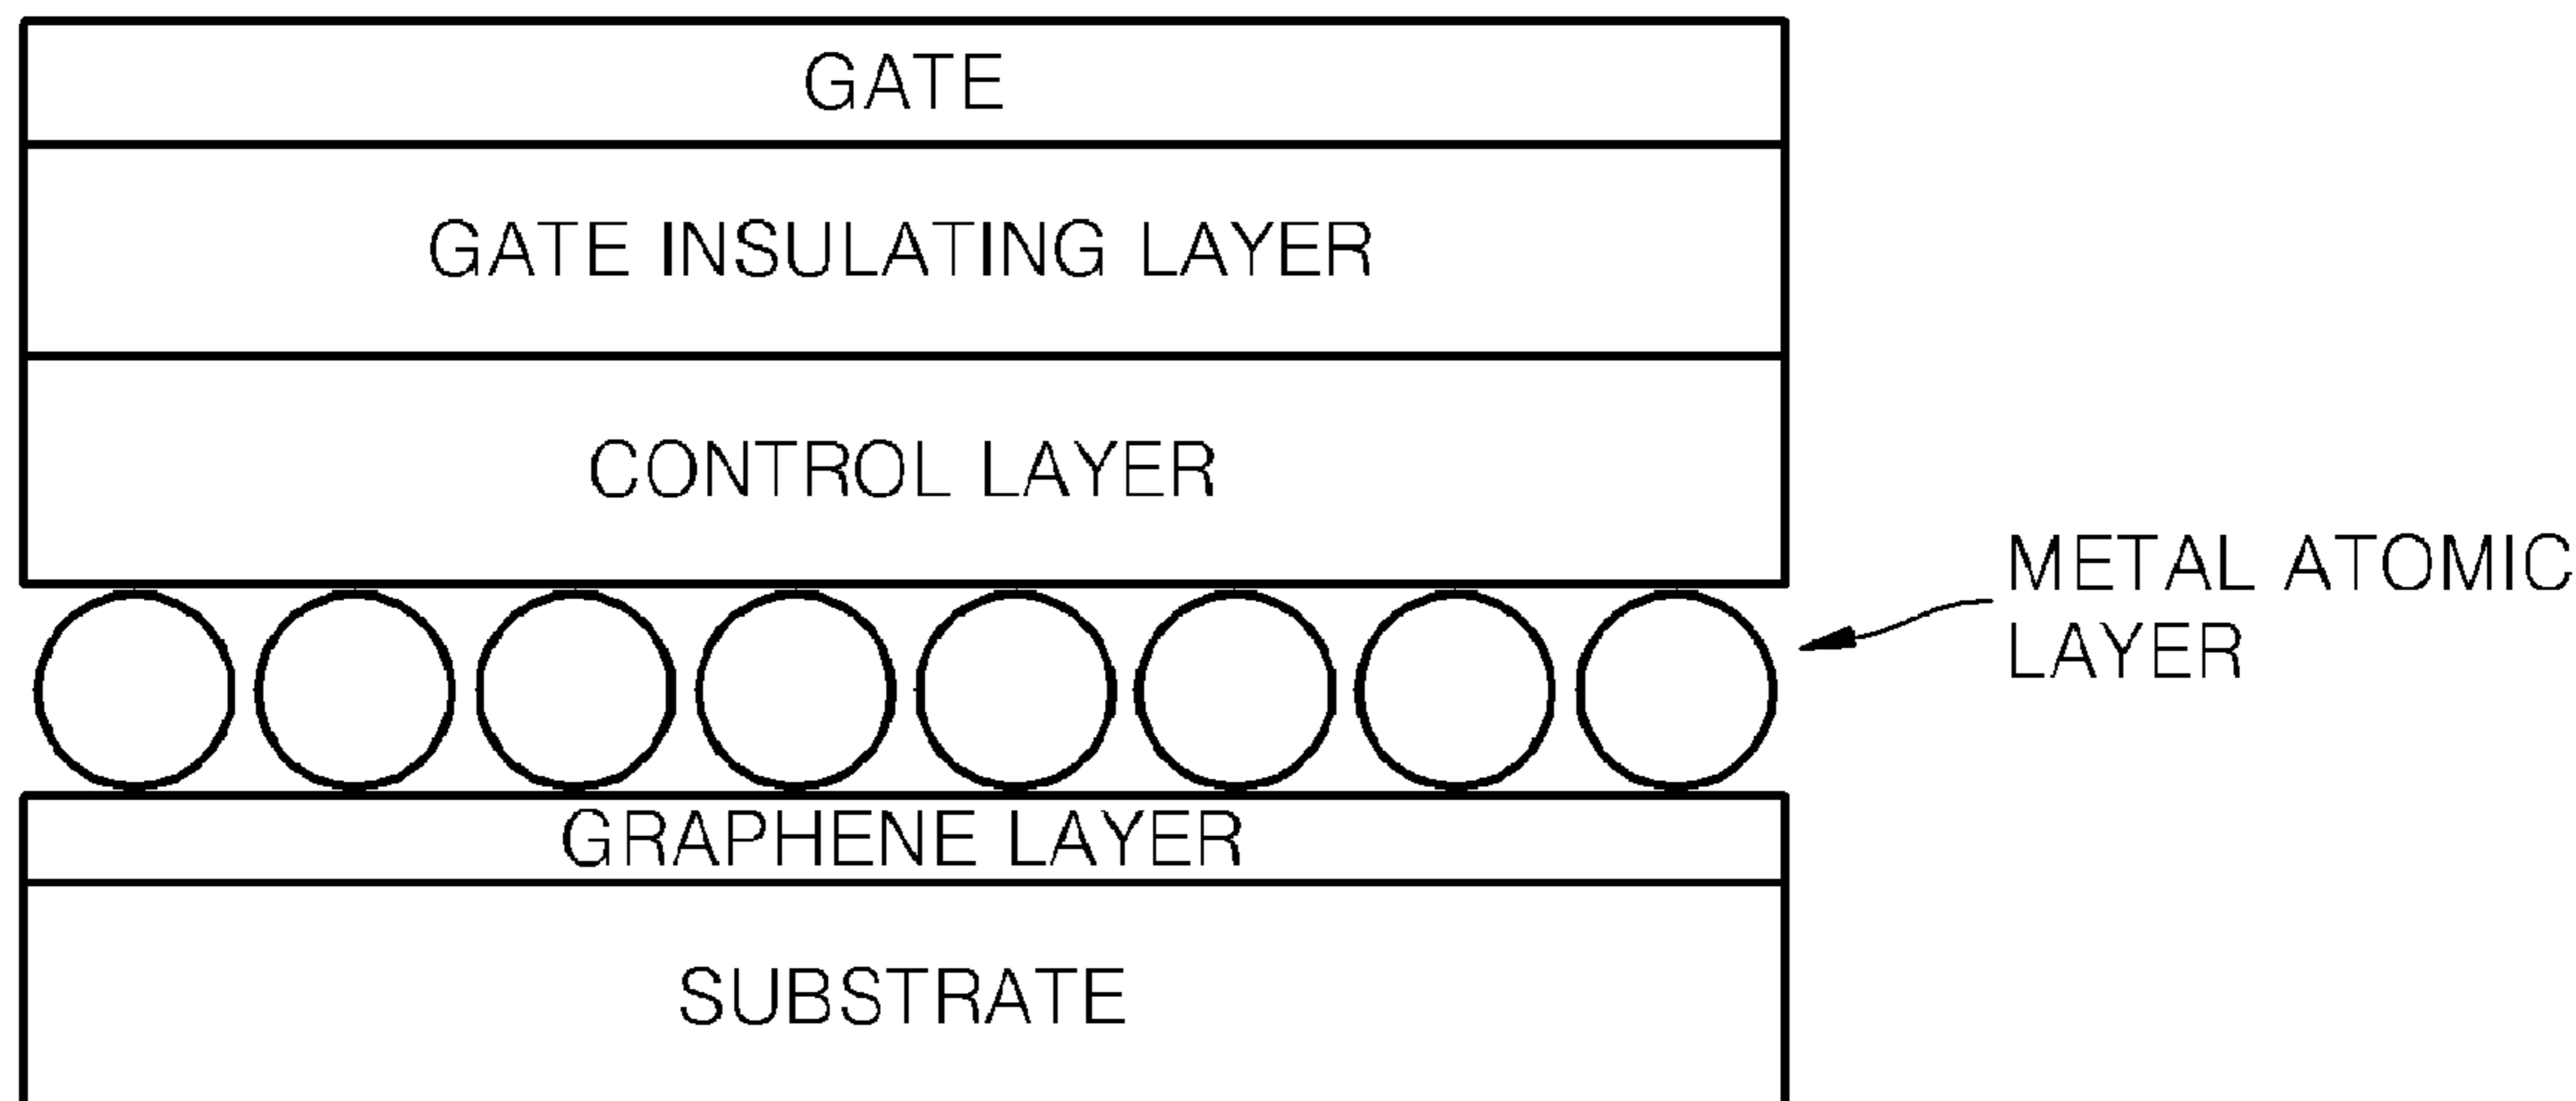 GATE
GATE INSULATING LAYER
CONTROL LAYER
METAL ATOMIC
LAYER
GRAPHENE LAYER
SUBSTRATE